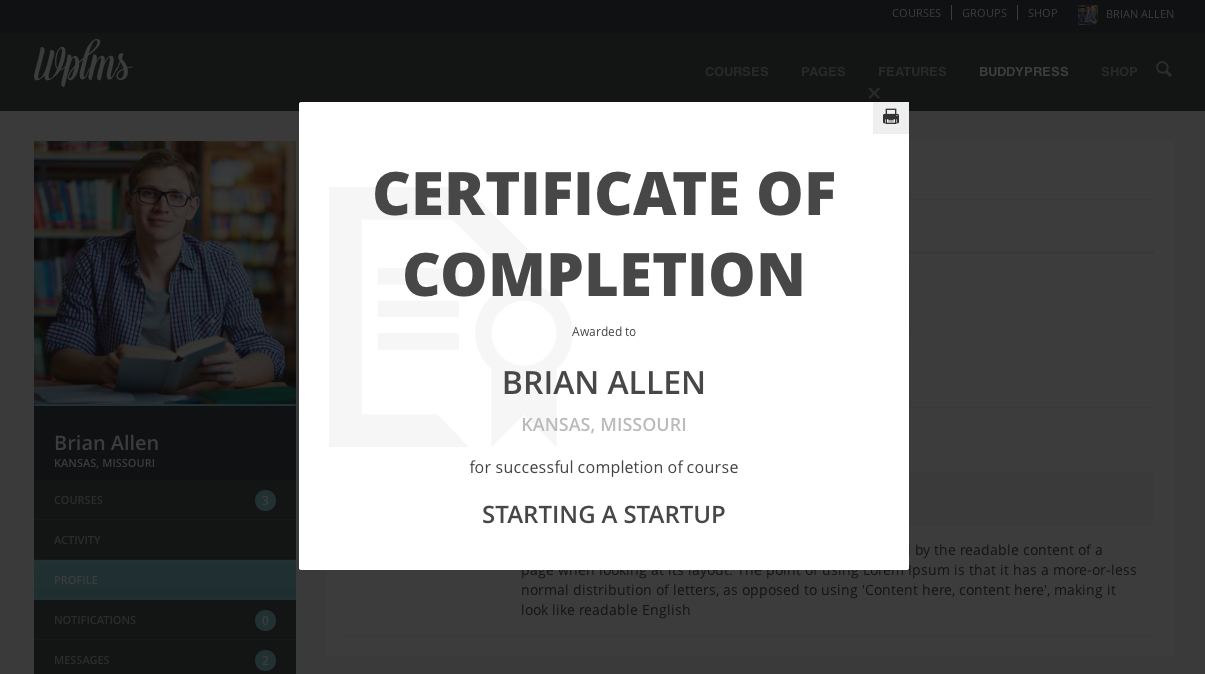 COURSES GROUPS SHOP BRIAN ALLEN
Wplms
COURSES PAGES FEATURES BUDDYPRESS SHOP
CERTIFICATE OF
COMPLETION
Awarded to
BRIAN ALLEN
KANSAS, MISSOURI
for successful completion of course
STARTING A STARTUP
Brian Allen
KANSAS, MISSOURI
COURSES 3
ACTIVITY
PROFILE
NOTIFICATIONS 0
MESSAGES 2
by the readable content of a
page when looking at its layout. The point of using Lorem Ipsum is that it has a more-or-less
normal distribution of letters, as opposed to using 'Content here, content here', making it
look like readable English